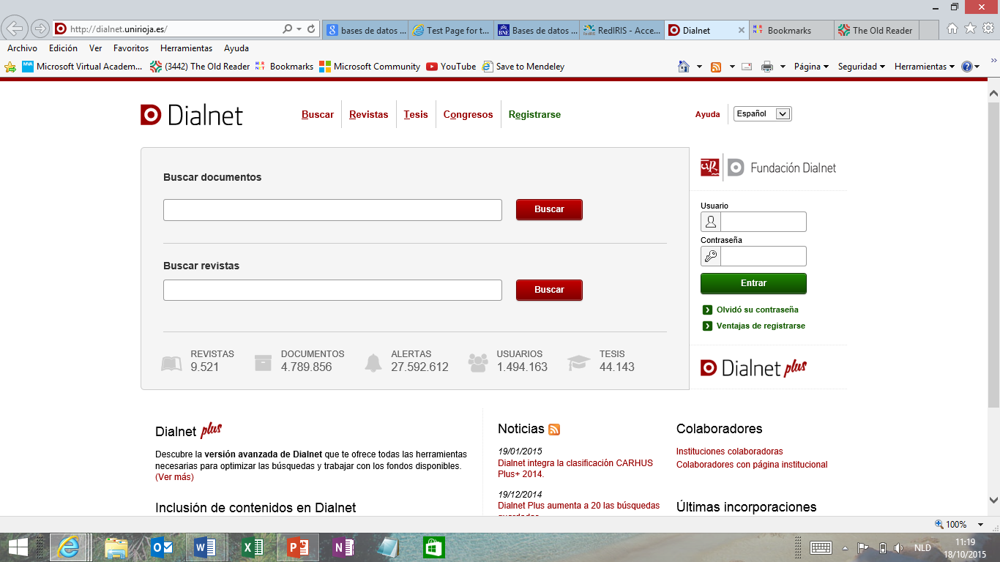 http://dialnet.unirioja.es/
bases de datos ...
Test Page for t...
BNE
Bases de datos ...
RedIRIS - Acce...
Dialnet
Bookmarks
The Old Reader
Archivo Edición Ver Favoritos Herramientas Ayuda
MVA Microsoft Virtual Academ... (3442) The Old Reader Bookmarks Microsoft Community YouTube Save to Mendeley
Página Seguridad Herramientas
Dialnet
Buscar Revistas Tesis Congresos Registrarse
Ayuda Español
Buscar documentos
Buscar
Buscar revistas
Buscar
REVISTAS
9.521
DOCUMENTOS
4.789.856
ALERTAS
27.592.612
USUARIOS
1.494.163
TESIS
44.143
Fundación Dialnet
Usuario
Contraseña
Entrar
Olvidó su contraseña
Ventajas de registrarse
Dialnet plus
Dialnet plus
Descubre la versión avanzada de Dialnet que te ofrece todas las herramientas
necesarias para optimizar las búsquedas y trabajar con los fondos disponibles.
(Ver más)
Inclusión de contenidos en Dialnet
Noticias
19/01/2015
Dialnet integra la clasificación CARHUS
Plus+ 2014.
19/12/2014
Dialnet Plus aumenta a 20 las búsquedas
Colaboradores
Instituciones colaboradoras
Colaboradores con página institucional
Últimas incorporaciones
100%
NLD
11:19
18/10/2015